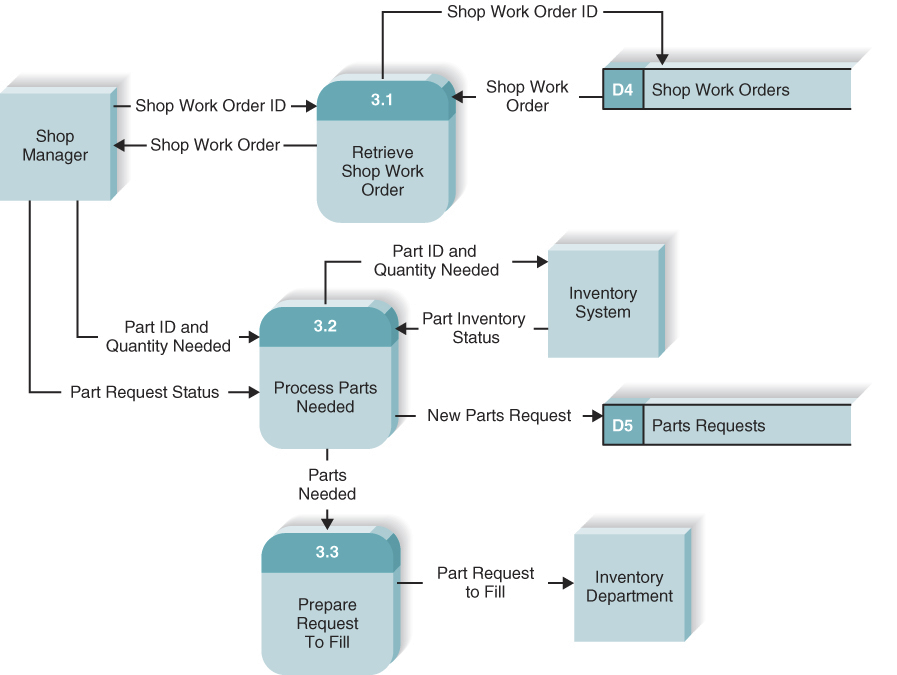 Shop Work Order ID
Shop Work
Order
D4 Shop Work Orders
Shop Work Order ID
3.1
Shop
Manager
Shop Work Order
Retrieve
Shop Work
Order
Part ID and
Quantity Needed
Inventory
System
Part ID and
Quantity Needed
3.2
Part Inventory
Status
Part Request Status
Process Parts
Needed
New Parts Request
D5 Parts Requests
Parts
Needed
3.3
Part Request
to Fill
Inventory
Department
Prepare
Request
To Fill